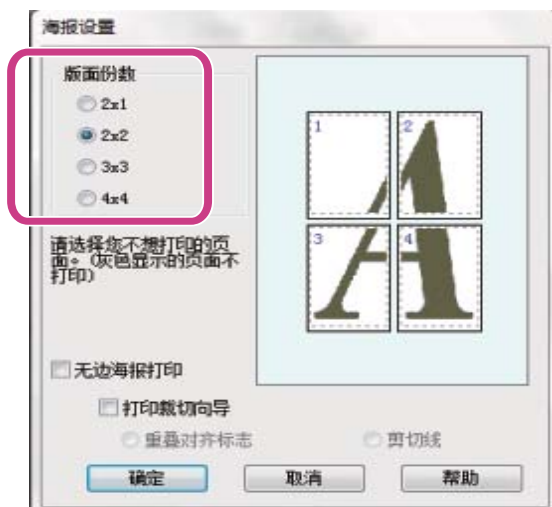 海报设置
版面份数
2x1
2x2
3x3
4x4
1
2
3
4
请选择您不想打印的页
面。(灰色显示的页面不
打印)
无边海报打印
打印裁切向导
重叠对齐标志 剪切线
确定 取消 帮助